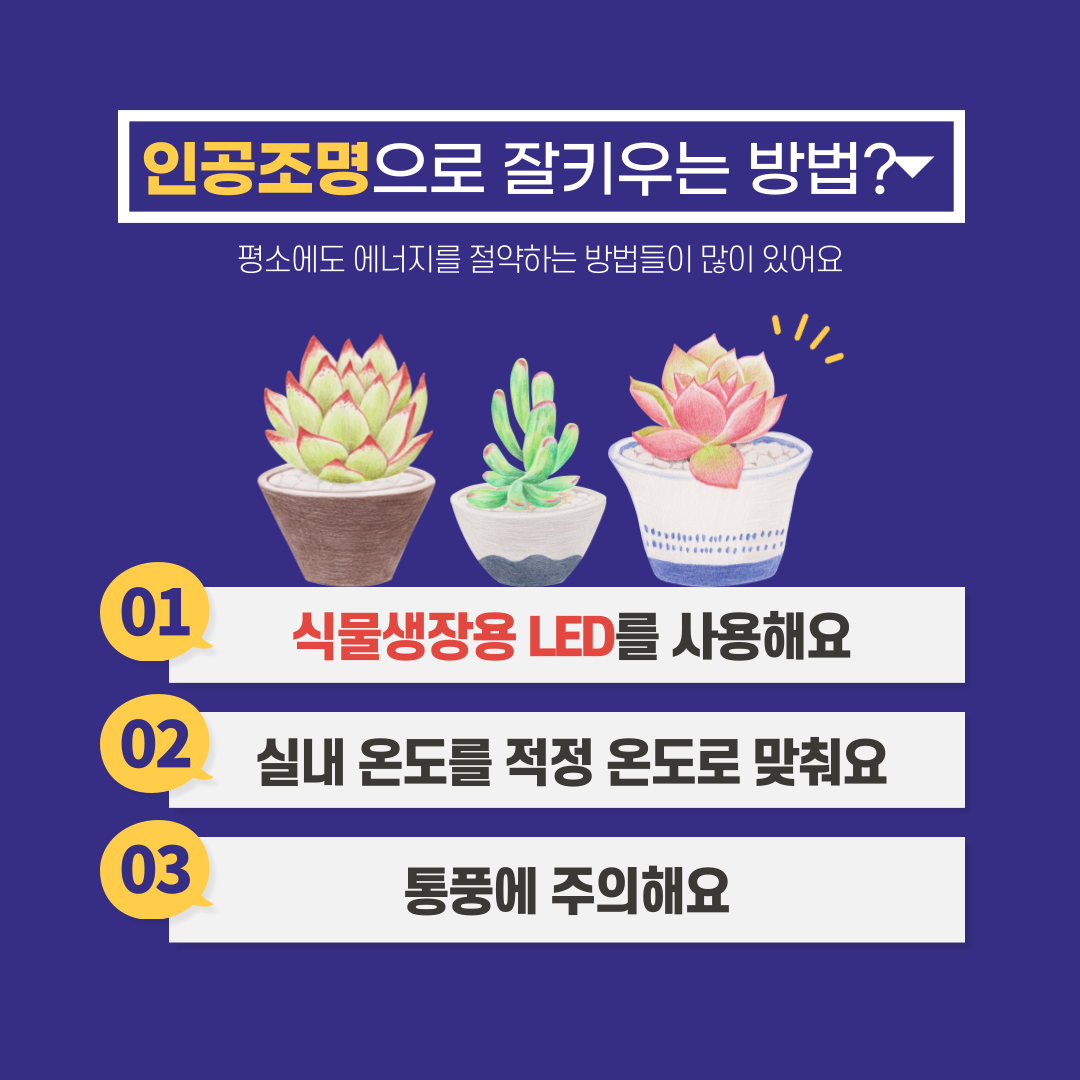 인공조명으로 잘키우는 방법?
평소에도 에너지를 절약하는 방법들이 많이 있어요
01
식물생장용 LED를 사용해요
02
실내 온도를 적정 온도로 맞춰요
03
통풍에 주의해요